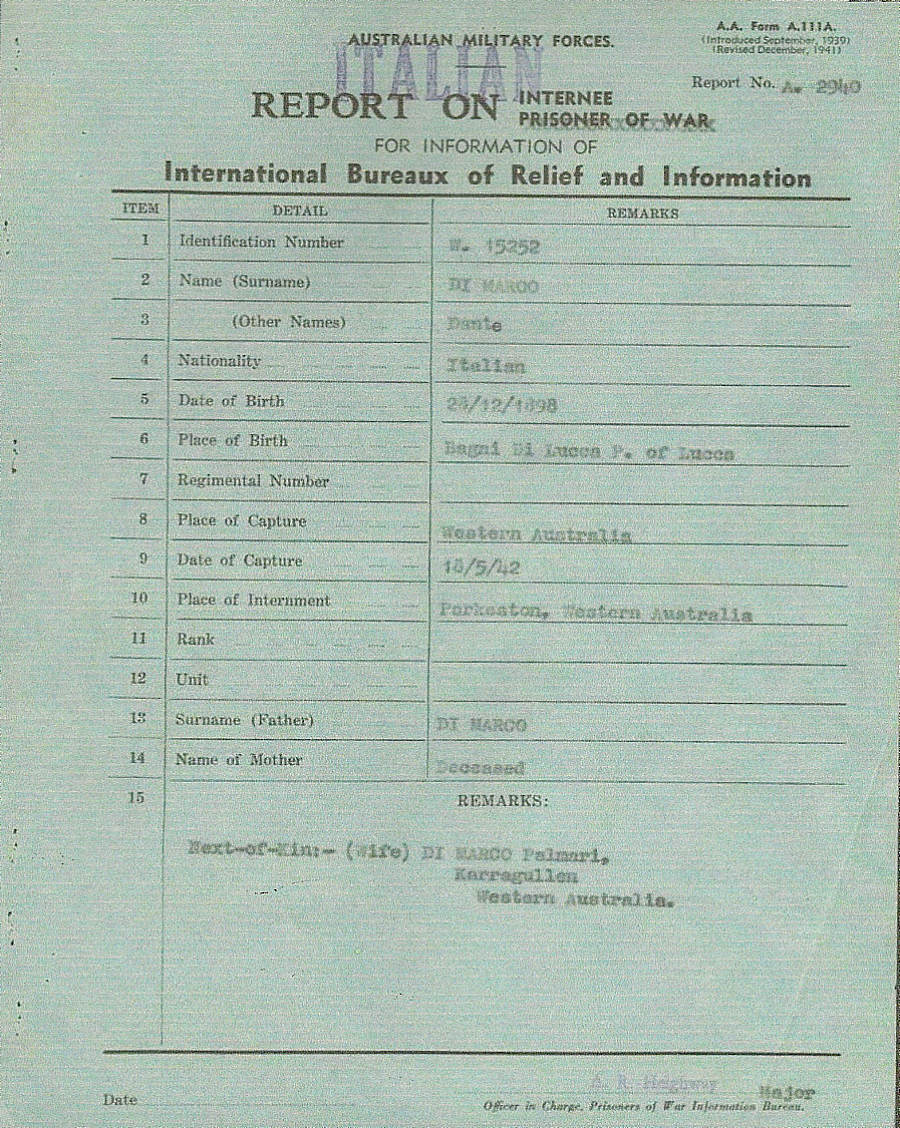 A.A. Form A.111A.
(Introduced September, 1939)
(Revised December, 1941)
AUSTRALIAN MILITARY FORCES.
ITALIAN
Report No. A. 2940
REPORT ON INTERNEE
PRISONER OF WAR
FOR INFORMATION OF
International Bureaux of Relief and Information
ITEM DETAIL REMARKS
1 Identification Number W. 15252
2 Name (Surname) DI MARCO
3 (Other Names) Dante
4 Nationality Italian
5 Date of Birth /12/1898
6 Place of Birth Bagni Di Lucca P. of Lucca
7 Regimental Number
8 Place of Capture Western Australia
9 Date of Capture /5/42
10 Place of Internment Parkeston, Western Australia
11 Rank
12 Unit
13 Surname (Father) DI MARCO
14 Name of Mother Deceased
15 REMARKS:
Next-of-Kin:- (Wife) DI MARCO Palmari,
Karragullen
Western Australia.
A. R. Heighway
Major
Date
Officer in Charge, Prisoners of War Information Bureau.